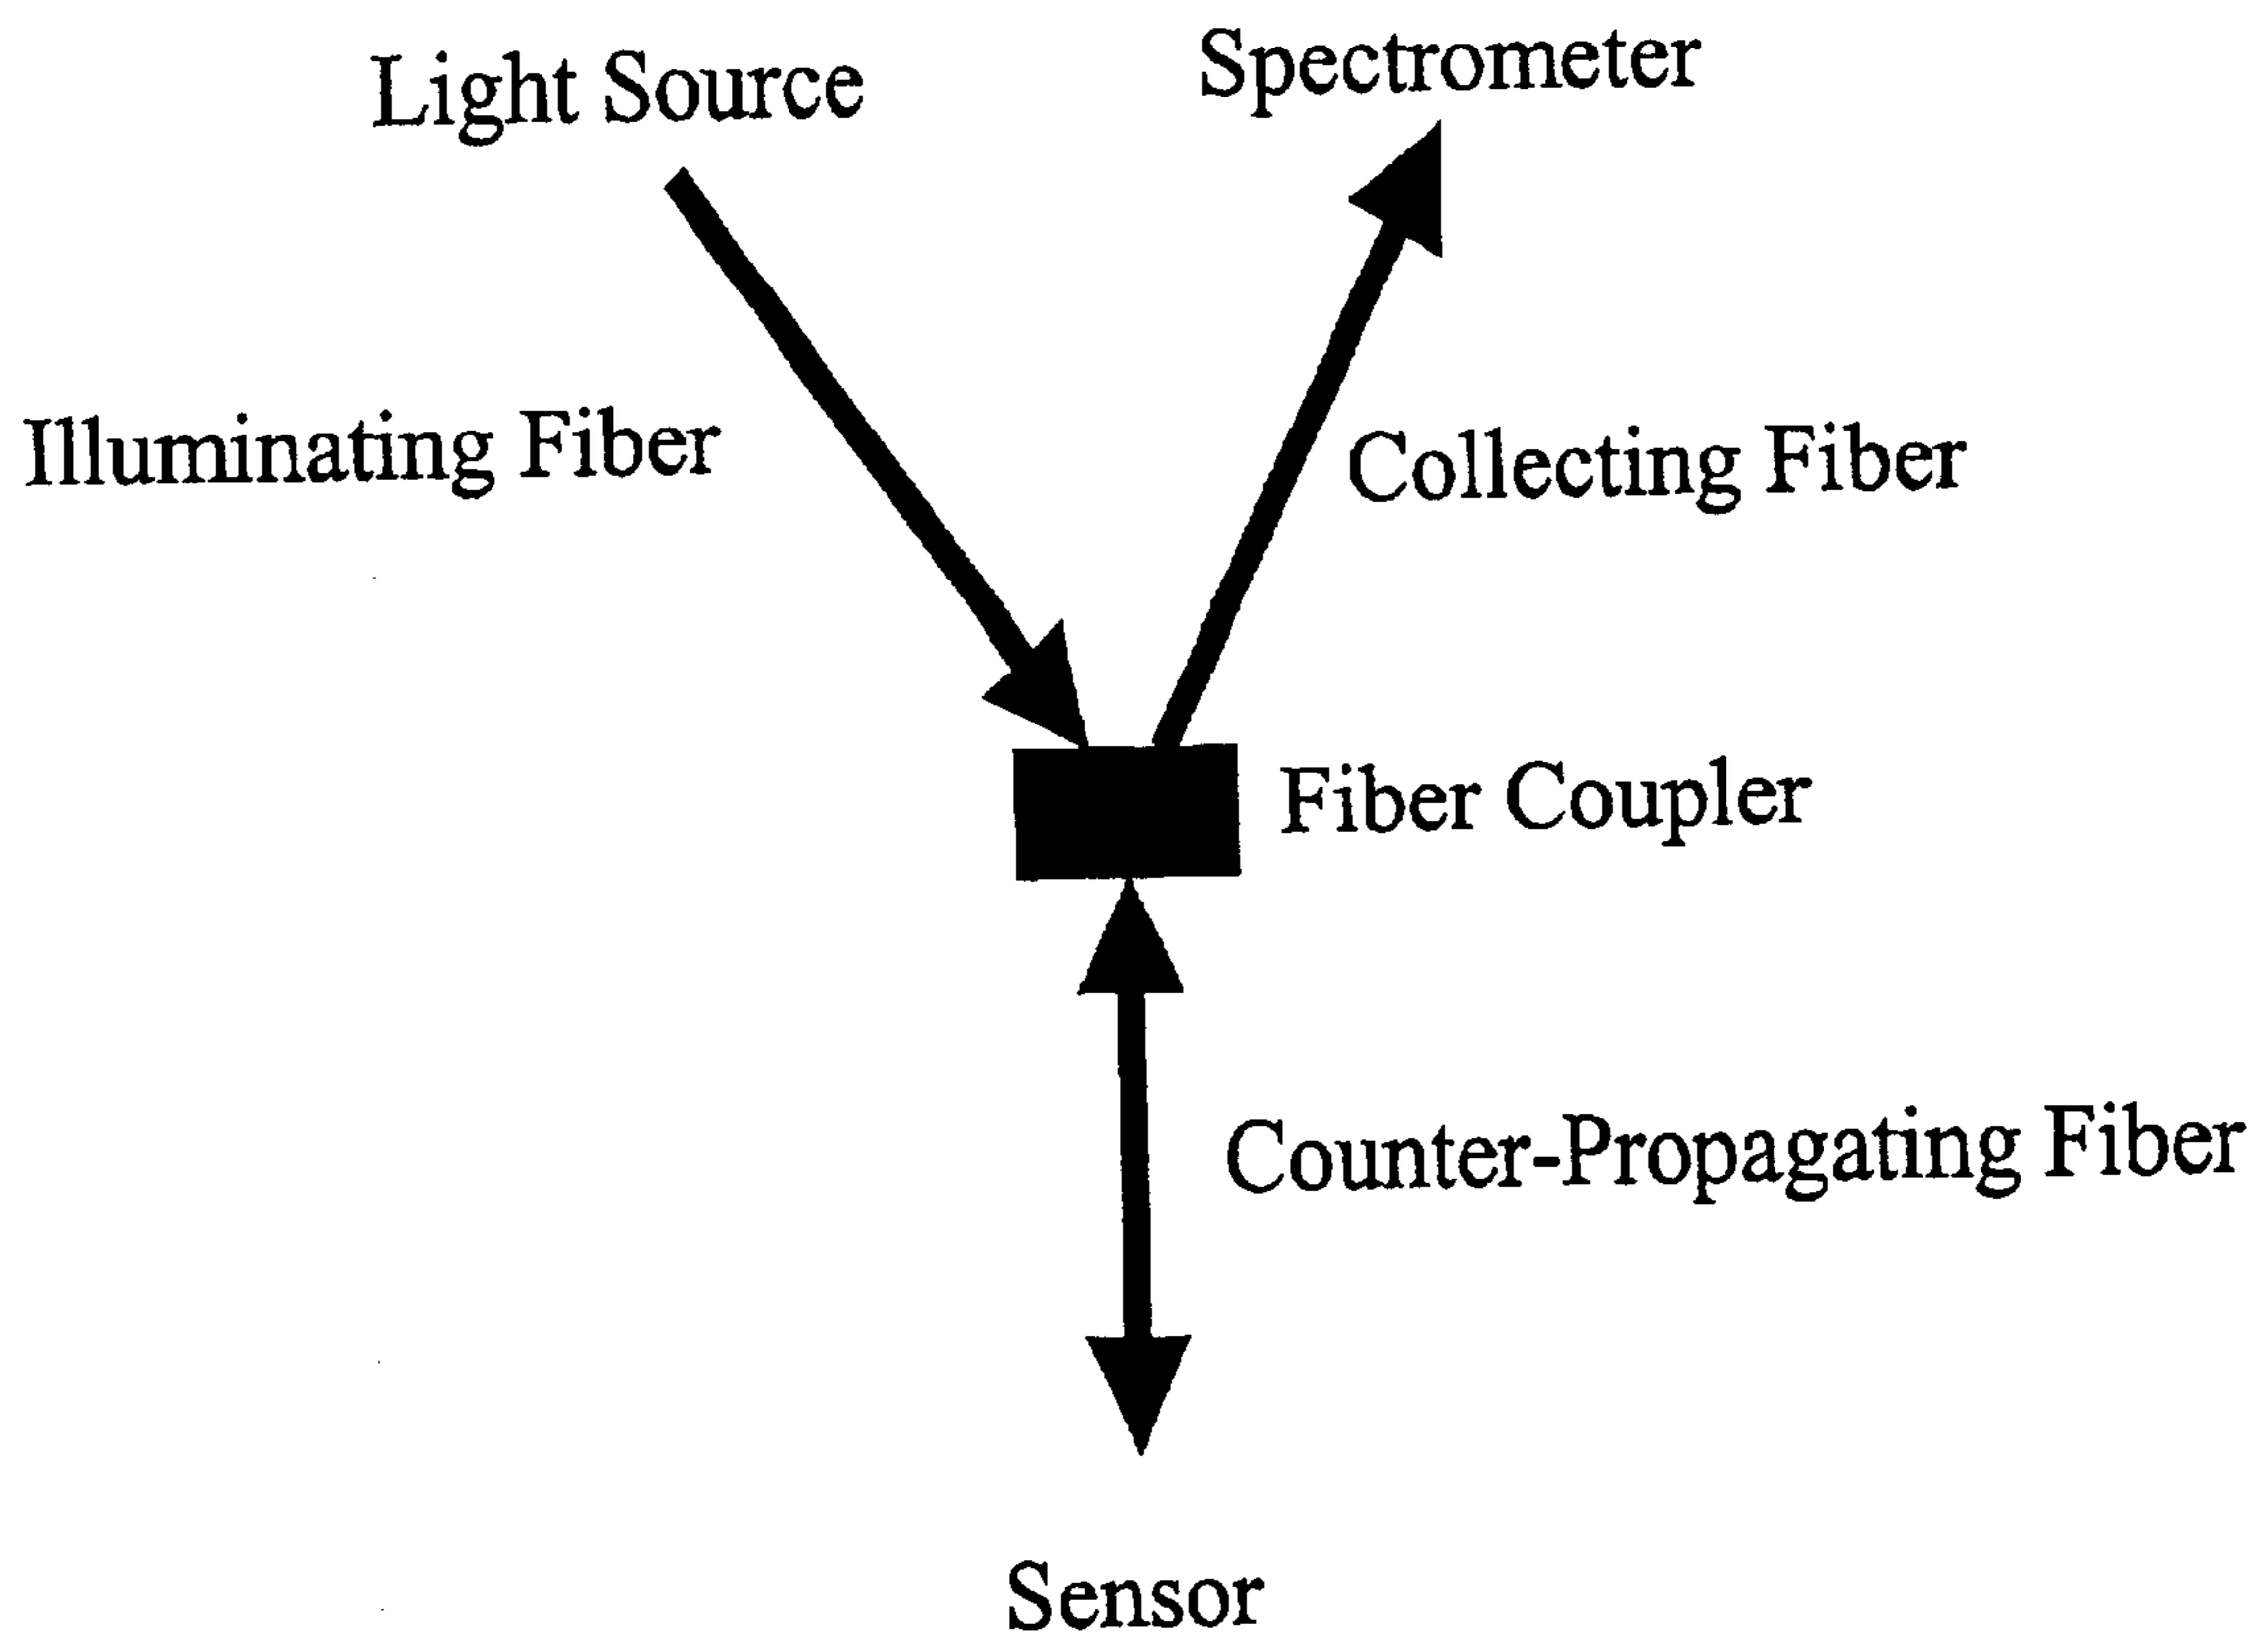 Light Source
Spectrometer
Illuminating Fiber
Collecting Fiber
Fiber Coupler
Counter-Propagating Fiber
Sensor